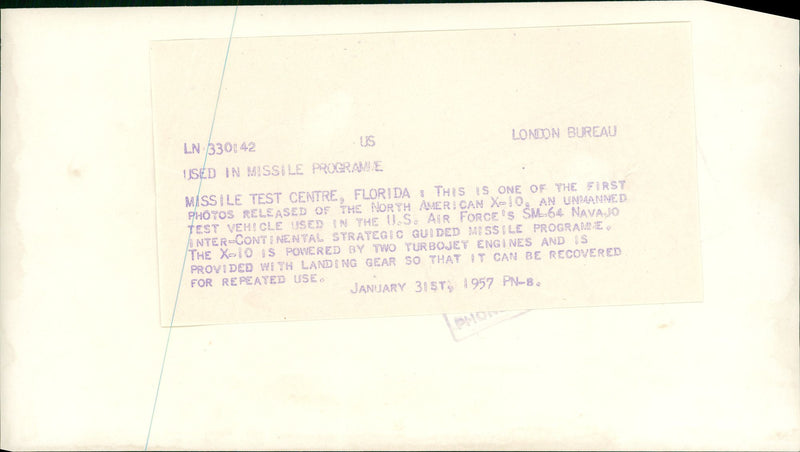 LN 330142 US LONDON BUREAU
USED IN MISSILE PROGRAMME
MISSILE TEST CENTRE, FLORIDA : THIS IS ONE OF THE FIRST
PHOTOS RELEASED OF THE NORTH AMERICAN X-10, AN UNMANNED
TEST VEHICLE USED IN THE U.S. AIR FORCE'S SM-64 NAVAJO
INTER-CONTINENTAL STRATEGIC GUIDED MISSILE PROGRAMME.
THE X-10 IS POWERED BY TWO TURBOJET ENGINES AND IS
PROVIDED WITH LANDING GEAR SO THAT IT CAN BE RECOVERED
FOR REPEATED USE.
JANUARY 31ST, 1957 PN-8.